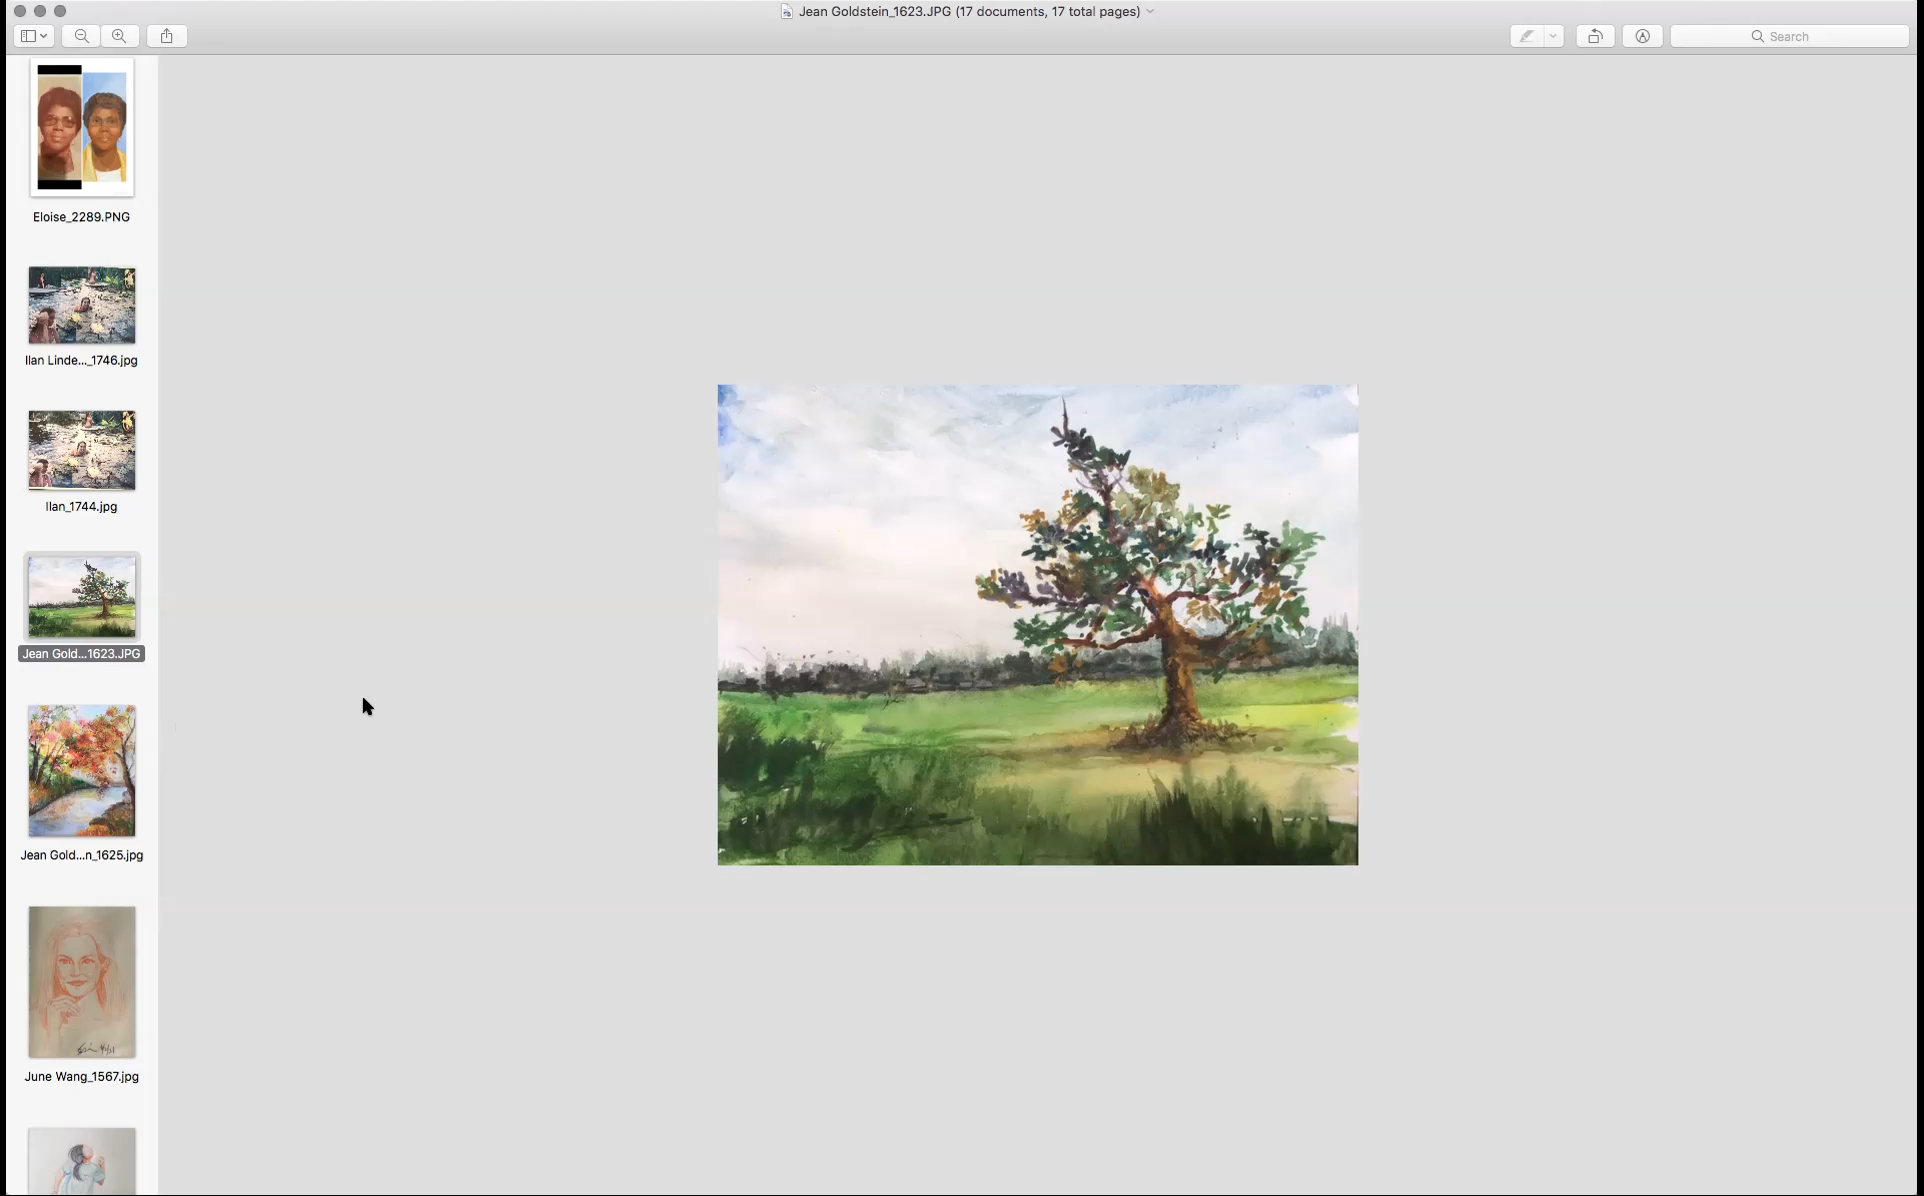 Jean Goldstein_1623.JPG (17 documents, 17 total pages)
Search
Eloise_2289.PNG
Ilan Linde..._1746.jpg
Ilan_1744.jpg
Jean Gold...1623.JPG
Jean Gold...n_1625.jpg
June Wang_1567.jpg